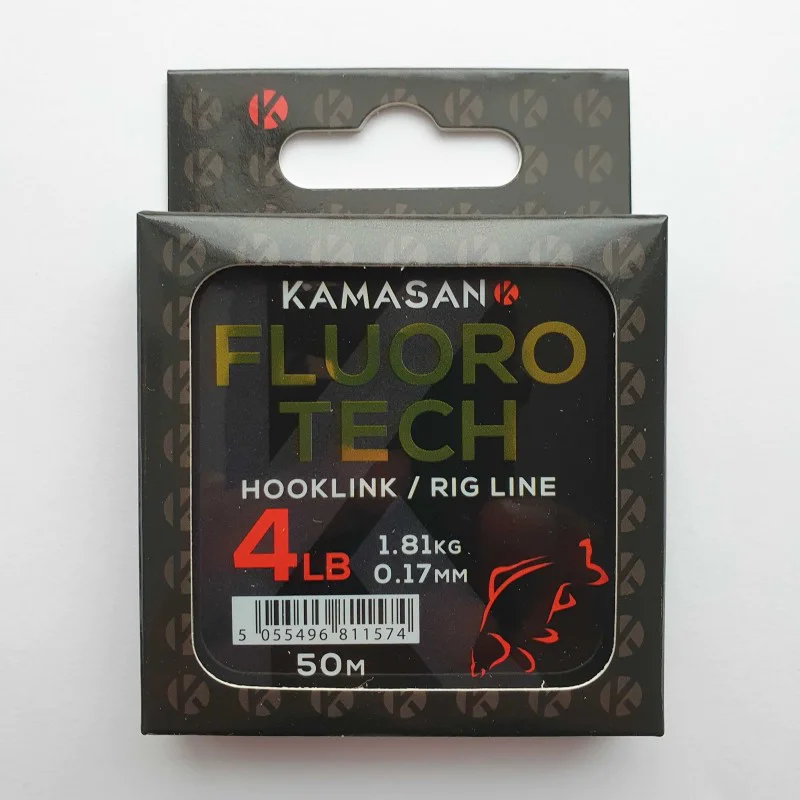 KAMASAN
FLUORO
TECH
HOOKLINK / RIG LINE
4LB
1.81KG
0.17MM
5 055496 811574
50M